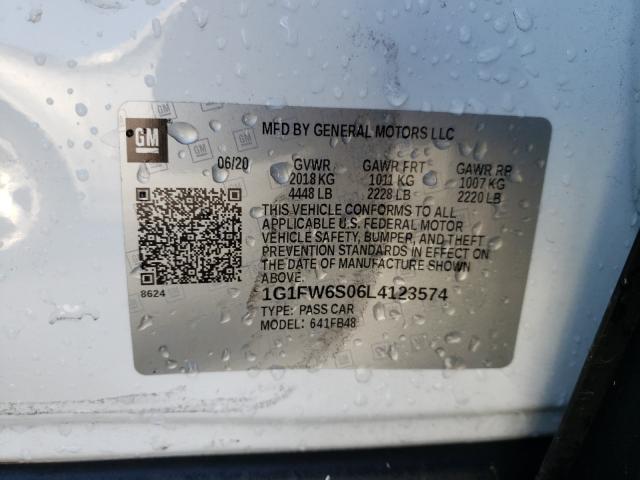 GM
MFD BY GENERAL MOTORS LLC
06/20 GVWR GAWR FRT GAWR RR
2018 KG 1011 KG 1007 KG
4448 LB 2228 LB 2220 LB
THIS VEHICLE CONFORMS TO ALL
APPLICABLE U.S. FEDERAL MOTOR
VEHICLE SAFETY, BUMPER, AND THEFT
PREVENTION STANDARDS IN EFFECT ON
THE DATE OF MANUFACTURE SHOWN
ABOVE.
8624
1G1FW6S06L4123574
TYPE: PASS CAR
MODEL: 641FB48